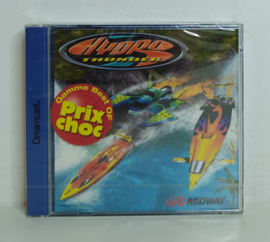 Hydro
THUNDER
Gamme Best OF
Prix
choc
Dreamcast
MIDWAY